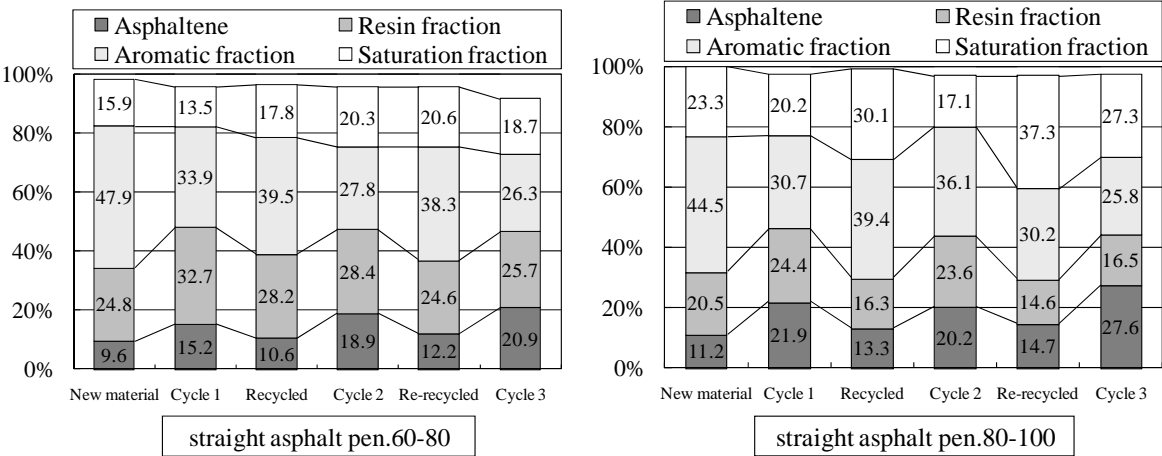 Asphaltene Resin fraction
Aromatic fraction Saturation fraction
100%
80%
60%
40%
20%
0%
15.9 13.5 17.8 20.3 20.6 18.7
47.9 33.9 39.5 27.8 38.3 26.3
24.8 32.7 28.2 28.4 24.6 25.7
9.6 15.2 10.6 18.9 12.2 20.9
New material Cycle 1 Recycled Cycle 2 Re-recycled Cycle 3
straight asphalt pen.60-80
Asphaltene Resin fraction
Aromatic fraction Saturation fraction
100%
80%
60%
40%
20%
0%
23.3 20.2 30.1 17.1 37.3 27.3
44.5 30.7 39.4 36.1 30.2 25.8
20.5 24.4 16.3 23.6 14.6 16.5
11.2 21.9 13.3 20.2 14.7 27.6
New material Cycle 1 Recycled Cycle 2 Re-recycled Cycle 3
straight asphalt pen.80-100